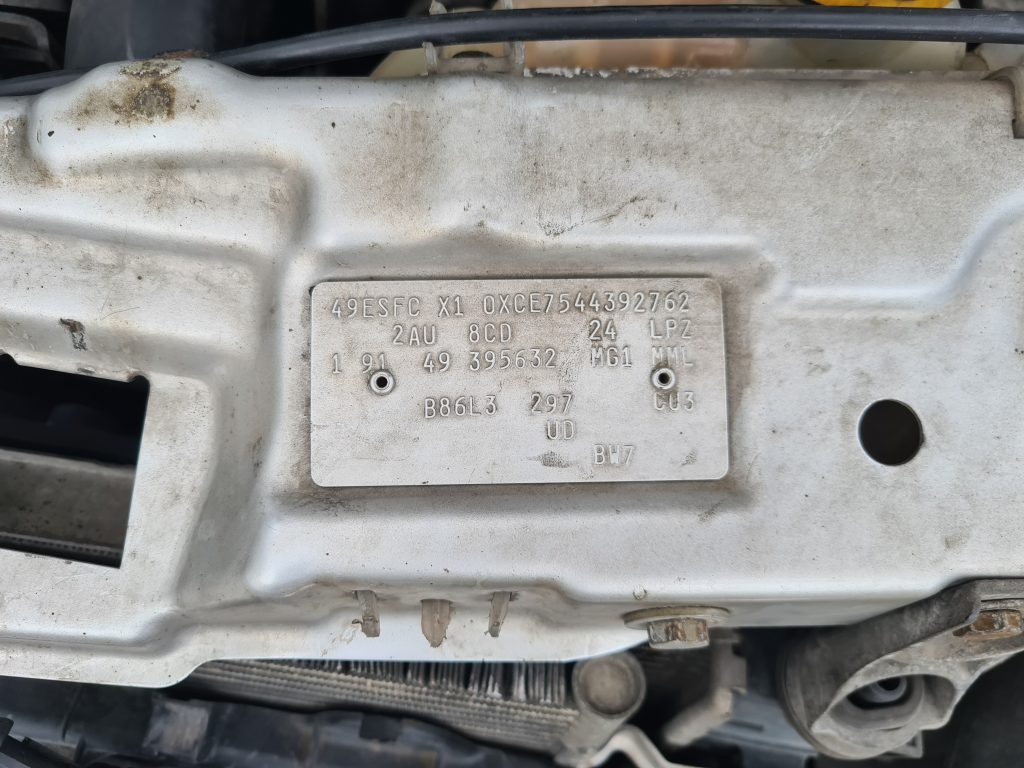 49ESFC X1 0XCE7544392762
2AU 8CD 24 LPZ
1 91 49 395632 MG1 MML
B86L3 297 CU3
UD
BW7